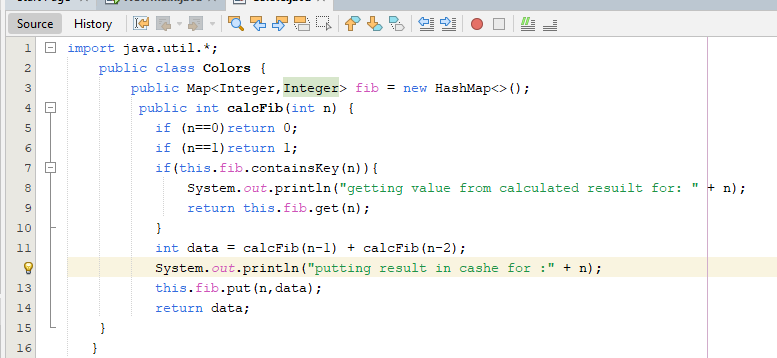 Source History
1 import java.util.*;
2 public class Colors {
3 public Map<Integer,Integer> fib = new HashMap<>();
4 public int calcFib(int n) {
5 if (n==0)return 0;
6 if (n==1)return 1;
7 if(this.fib.containsKey(n)){
8 System.out.println("getting value from calculated resuilt for: " + n);
9 return this.fib.get(n);
10 }
11 int data = calcFib(n-1) + calcFib(n-2);
System.out.println("putting result in cashe for :" + n);
13 this.fib.put(n,data);
14 return data;
15 }
16 }